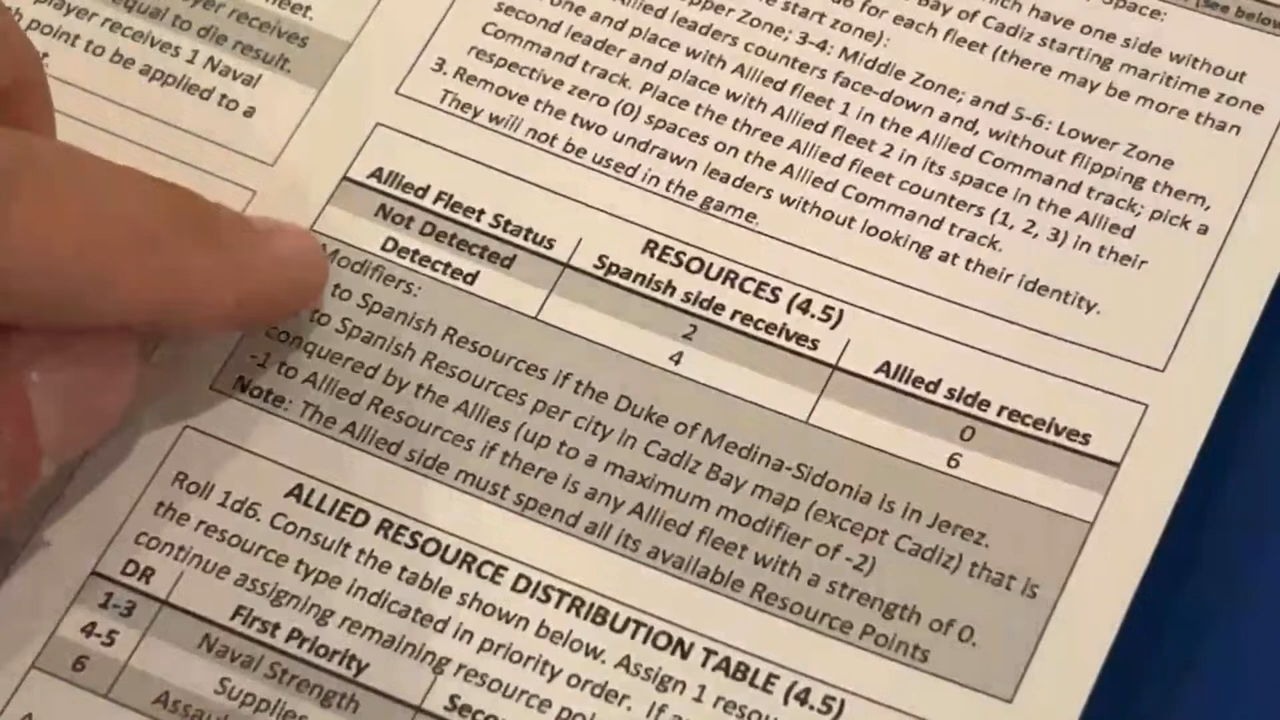 yer receives
equal to die result.
player receives 1 Naval
point to be applied to a
have one side without
Bay of Cadiz starting maritime zone
for each fleet (there may be more than
start zone):
Zone; 3-4: Middle Zone; and 5-6: Lower Zone
Allied leaders counters face-down and, without flipping them,
one and place with Allied fleet 1 in the Allied Command track; pick a
second leader and place with Allied fleet 2 in its space in the Allied
Command track. Place the three Allied fleet counters (1, 2, 3) in their
respective zero (0) spaces on the Allied Command track.
3. Remove the two undrawn leaders without looking at their identity.
They will not be used in the game.
RESOURCES (4.5)
Allied Fleet Status Spanish side receives Allied side receives
Not Detected 2 0
Detected 4 6
Modifiers:
to Spanish Resources if the Duke of Medina-Sidonia Is in Jerez.
to Spanish Resources per city in Cadiz Bay map (except Cadiz) that is
conquered by the Allies (up to a maximum modifier of -2)
-1 to Allied Resources if there is any Allied fleet with a strength of 0.
Note: The Allied side must spend all its available Resource Points
ALLIED RESOURCE DISTRIBUTION TABLE (4.5)
Roll 1d6. Consult the table shown below. Assign 1
the resource type indicated in priority order. If
continue assigning remaining resource
DR First Priority
1-3 Naval Strength
4-5 Supplies
6